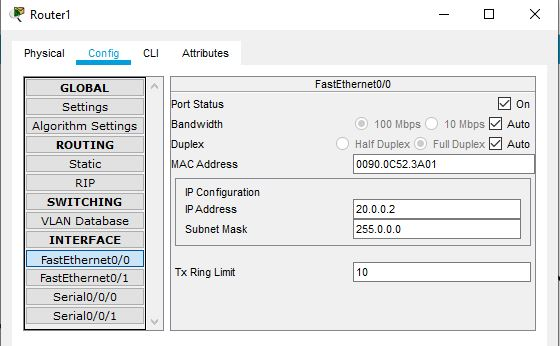 Router1
Physical Config CLI Attributes
GLOBAL
Settings
Algorithm Settings
ROUTING
Static
RIP
SWITCHING
VLAN Database
INTERFACE
FastEthernet0/0
FastEthernet0/1
Serial0/0/0
Serial0/0/1
FastEthernet0/0
Port Status On
Bandwidth 100 Mbps 10 Mbps Auto
Duplex Half Duplex Full Duplex Auto
MAC Address 0090.0C52.3A01
IP Configuration
IP Address 20.0.0.2
Subnet Mask 255.0.0.0
Tx Ring Limit 10